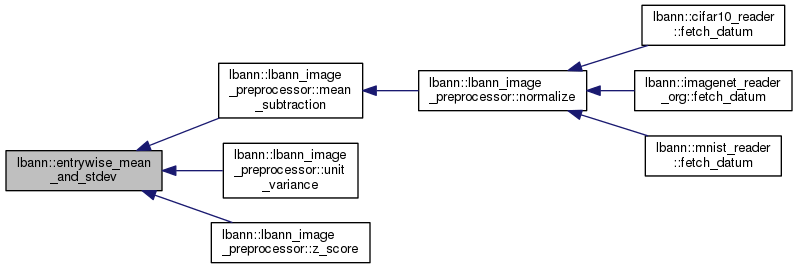 lbann::entrywise_mean
_and_stdev
lbann::lbann_image
_preprocessor::mean
_subtraction
lbann::lbann_image
_preprocessor::unit
_variance
lbann::lbann_image
_preprocessor::z_score
lbann::lbann_image
_preprocessor::normalize
lbann::cifar10_reader
::fetch_datum
lbann::imagenet_reader
_org::fetch_datum
lbann::mnist_reader
::fetch_datum